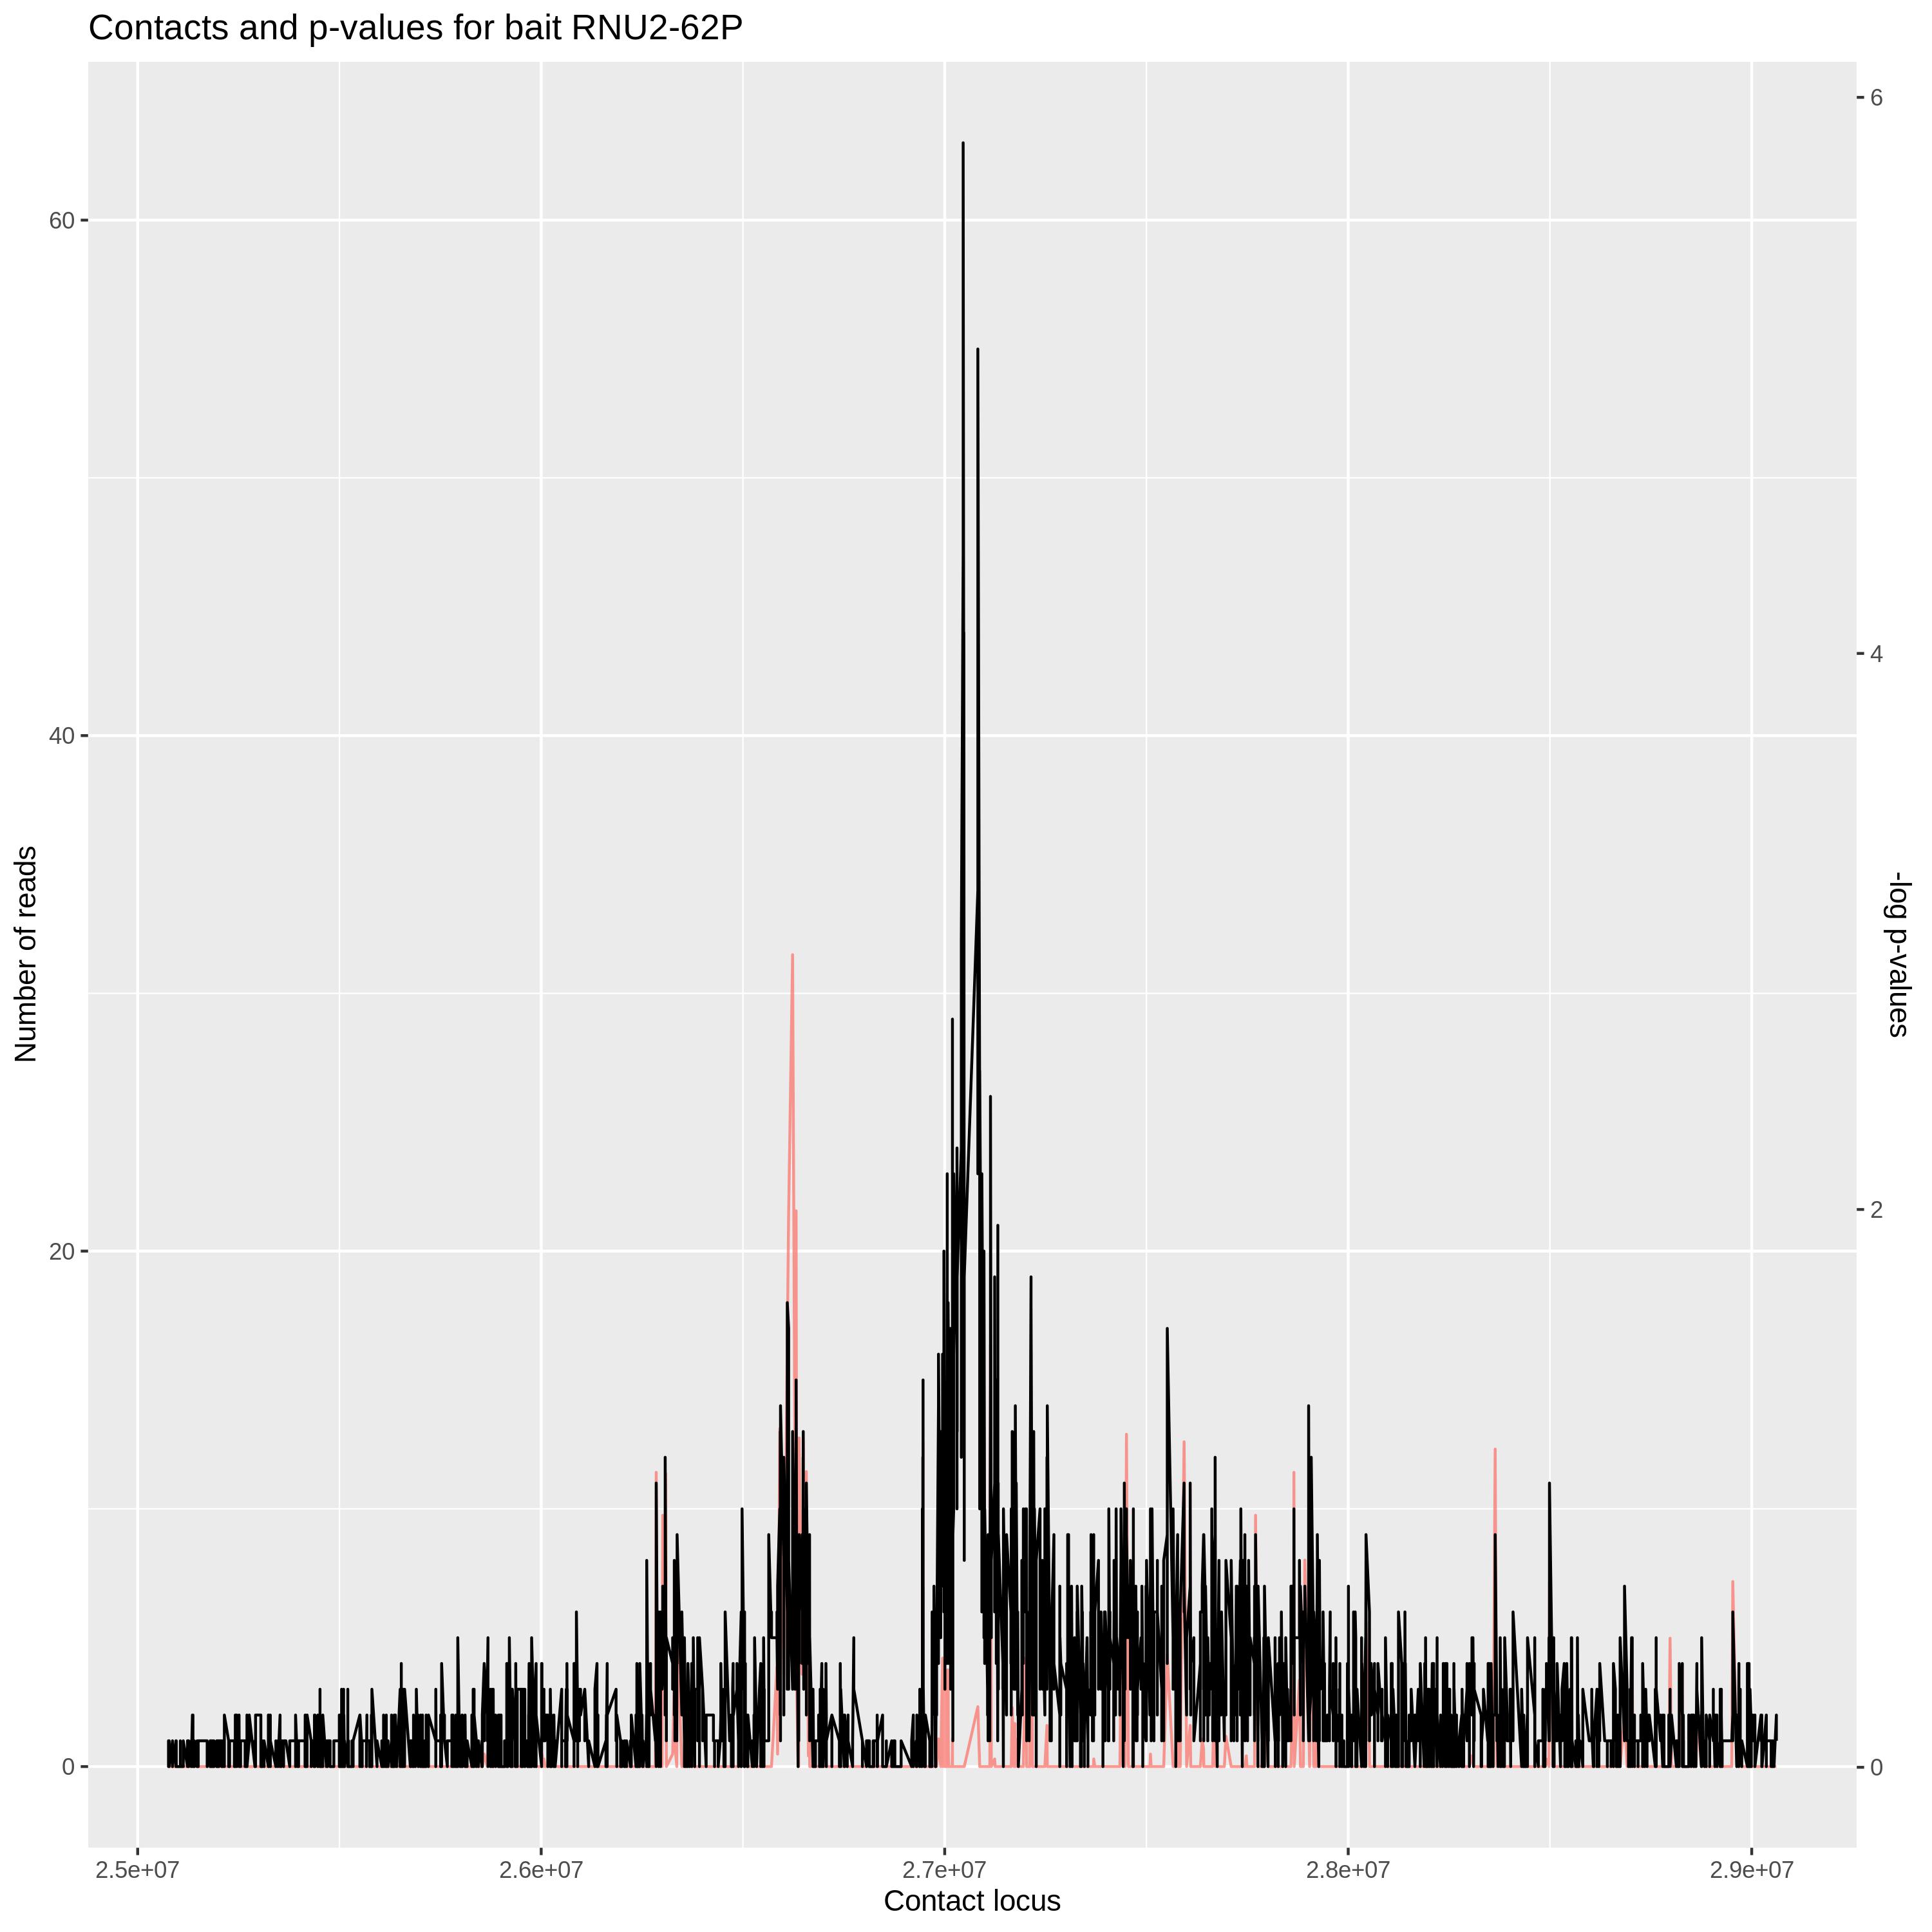 Contacts and p-values for bait RNU2-62P
60
40
20
0
Number of reads
6
4
2
0
-log p-values
2.5e+07 2.6e+07 2.7e+07 2.8e+07 2.9e+07
Contact locus